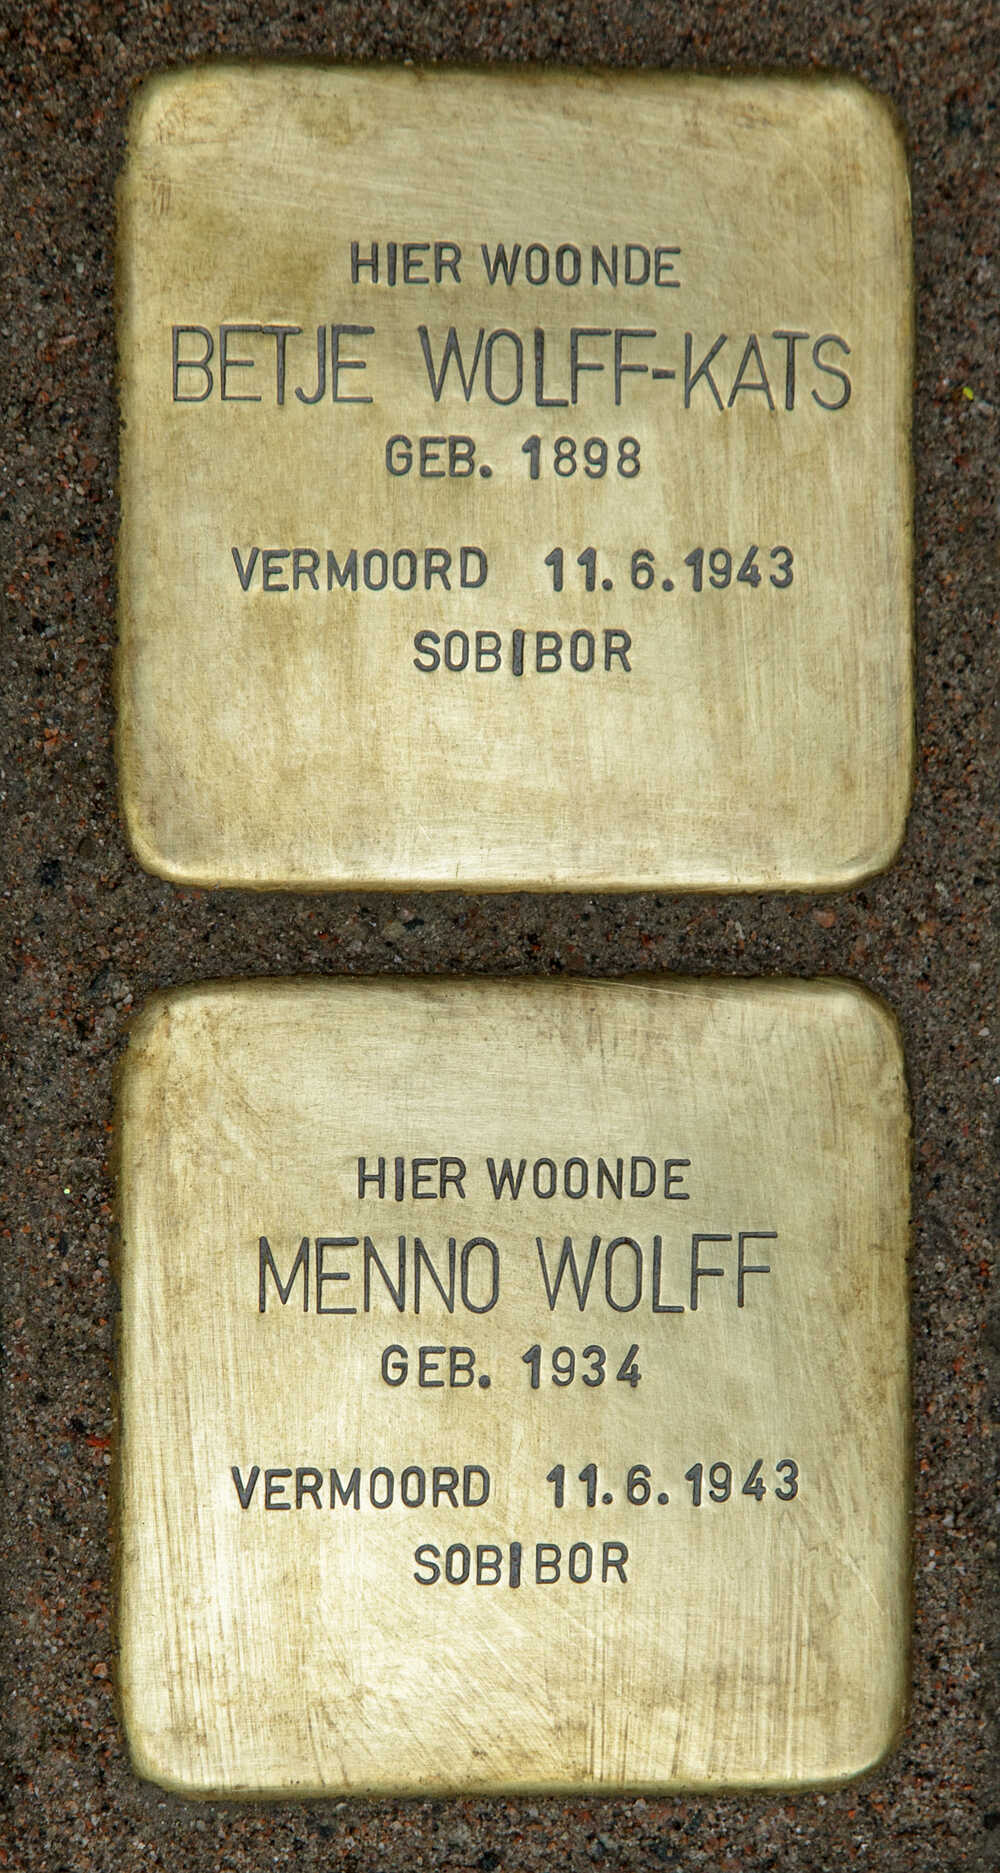 HIER WOONDE
BETJE WOLFF-KATS
GEB. 1898
VERMOORD 11.6.1943
SOBIBOR
HIER WOONDE
MENNO WOLFF
GEB. 1934
VERMOORD 11.6.1943
SOBIBOR